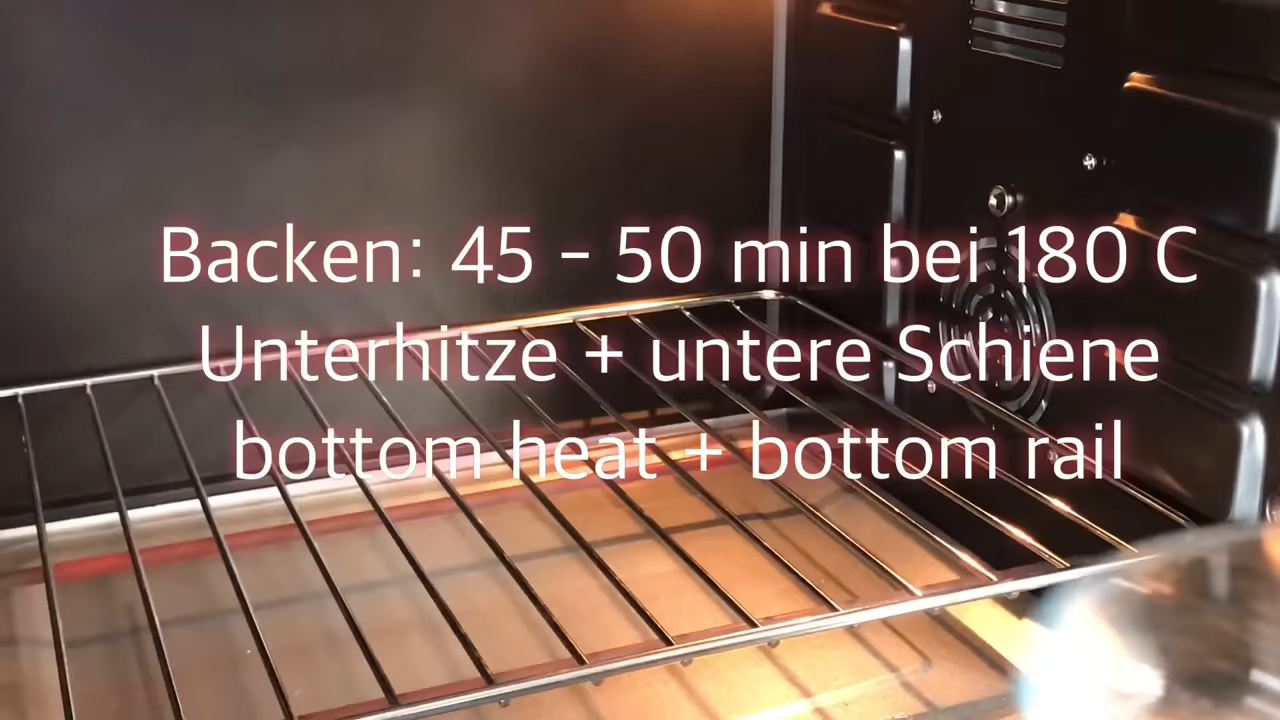 Backen: 45 - 50 min bei 180 C
Unterhitze + untere Schiene
bottom heat + bottom rail